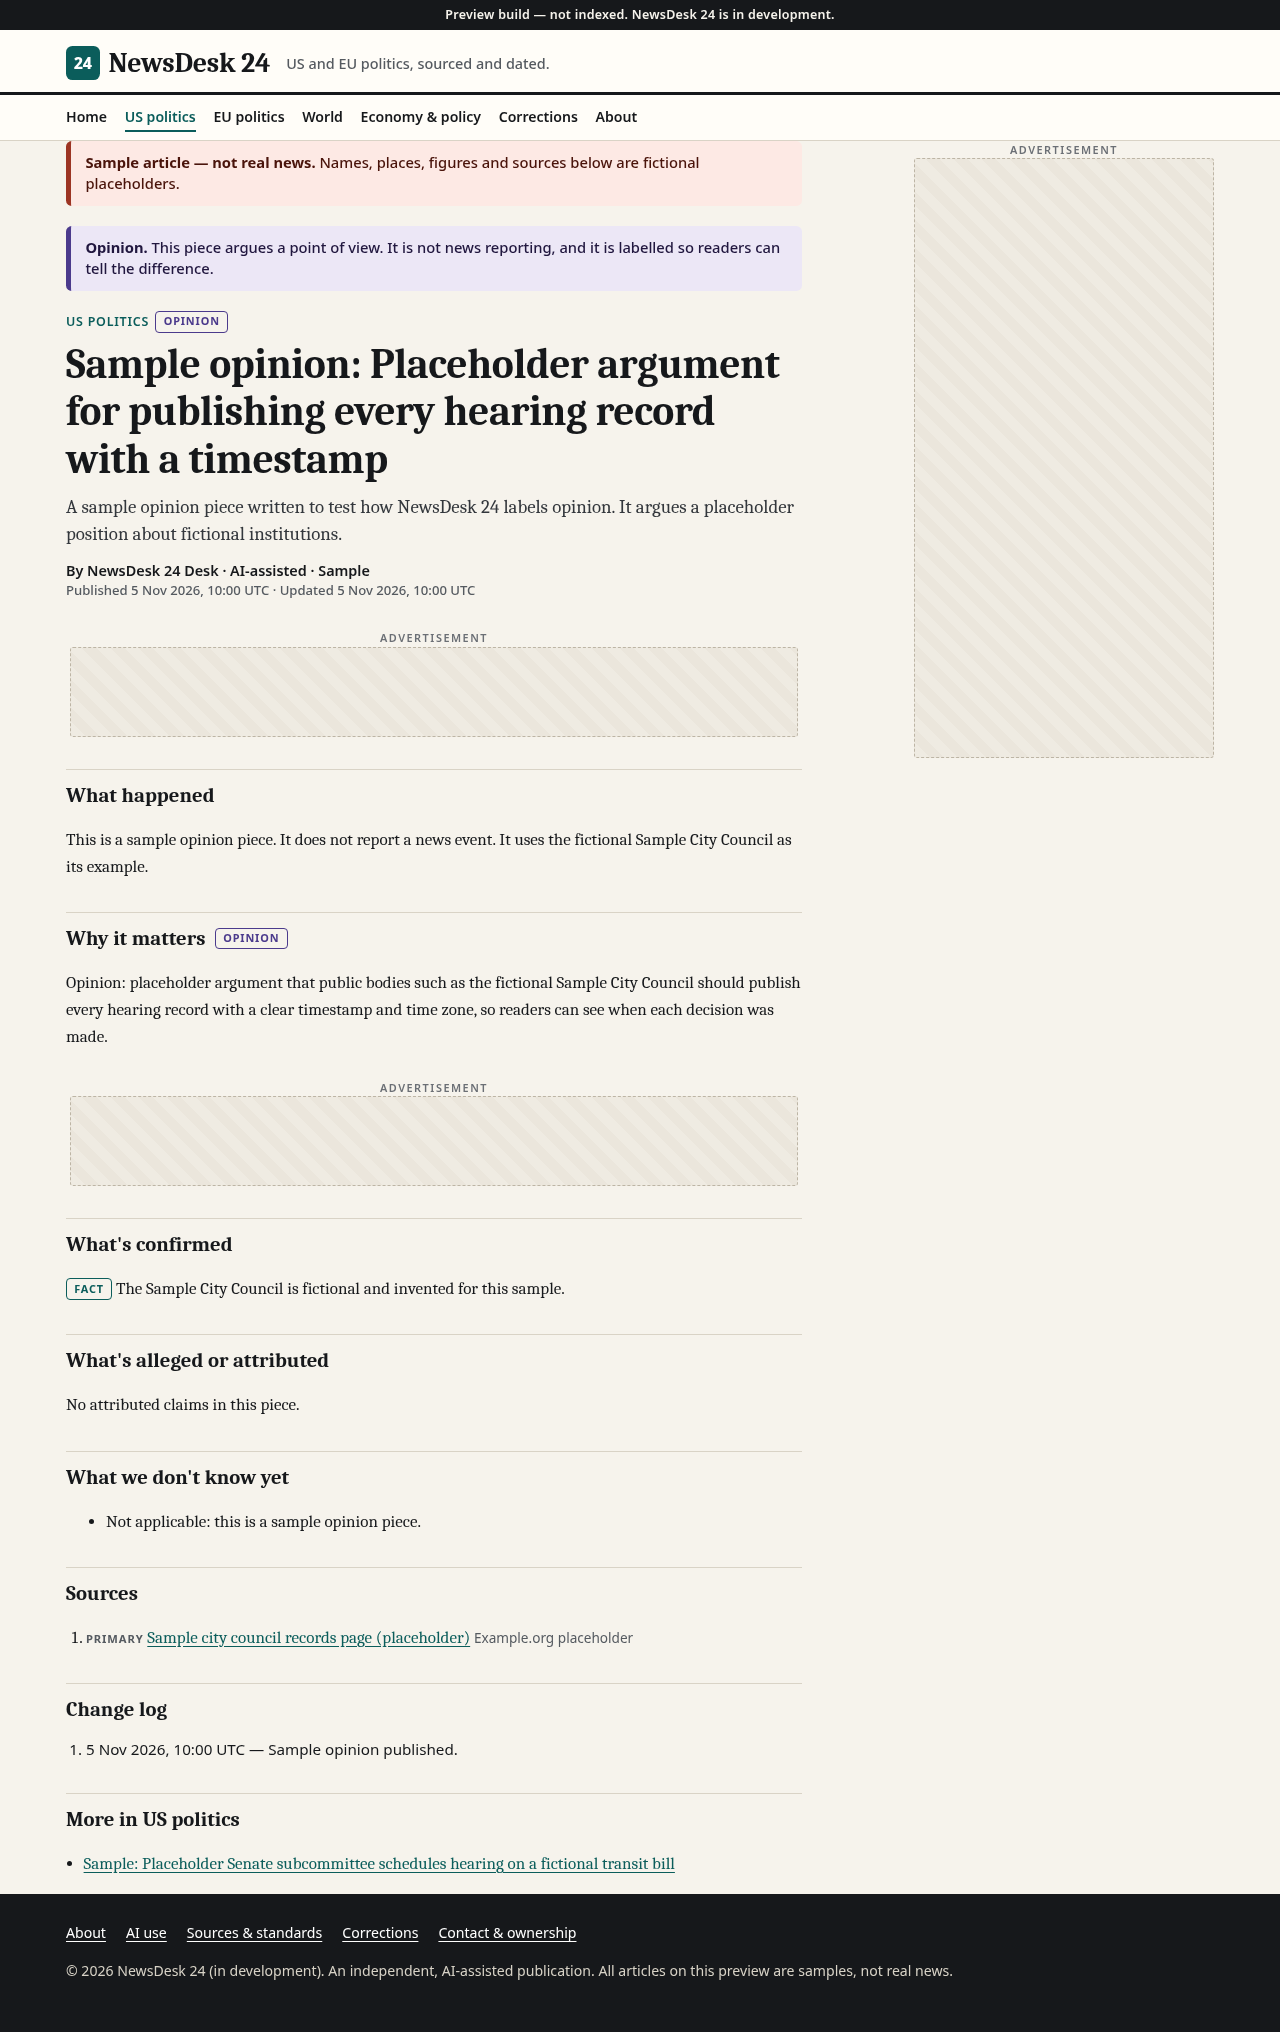 Preview build — not indexed. NewsDesk 24 is in development.
24 NewsDesk 24 US and EU politics, sourced and dated.
Home US politics EU politics World Economy & policy Corrections About
Sample article — not real news. Names, places, figures and sources below are fictional
placeholders.
Opinion. This piece argues a point of view. It is not news reporting, and it is labelled so readers can
tell the difference.
US POLITICS OPINION
Sample opinion: Placeholder argument
for publishing every hearing record
with a timestamp
A sample opinion piece written to test how NewsDesk 24 labels opinion. It argues a placeholder
position about fictional institutions.
By NewsDesk 24 Desk · AI-assisted · Sample
Published 5 Nov 2026, 10:00 UTC · Updated 5 Nov 2026, 10:00 UTC
ADVERTISEMENT
What happened
This is a sample opinion piece. It does not report a news event. It uses the fictional Sample City Council as
its example.
Why it matters OPINION
Opinion: placeholder argument that public bodies such as the fictional Sample City Council should publish
every hearing record with a clear timestamp and time zone, so readers can see when each decision was
made.
ADVERTISEMENT
What's confirmed
FACT The Sample City Council is fictional and invented for this sample.
What's alleged or attributed
No attributed claims in this piece.
What we don't know yet
• Not applicable: this is a sample opinion piece.
Sources
1. PRIMARY Sample city council records page (placeholder) Example.org placeholder
Change log
1. 5 Nov 2026, 10:00 UTC — Sample opinion published.
More in US politics
• Sample: Placeholder Senate subcommittee schedules hearing on a fictional transit bill
ADVERTISEMENT
About AI use Sources & standards Corrections Contact & ownership
© 2026 NewsDesk 24 (in development). An independent, AI-assisted publication. All articles on this preview are samples, not real news.